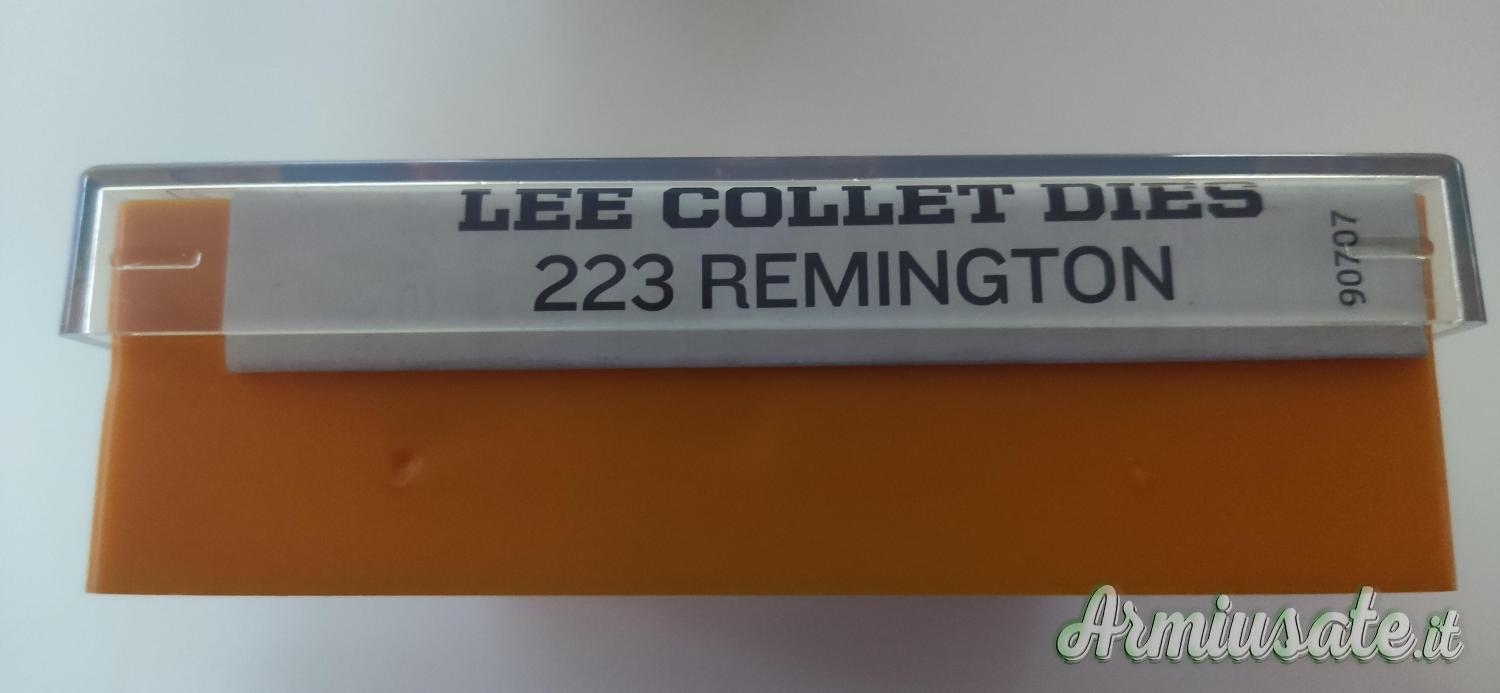 LEE COLLET DIES
223 REMINGTON
90707
Armiusate.it